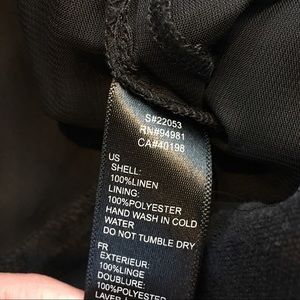 S#22053
RN#94981
CA#40198
US
SHELL:
100%LINEN
LINING:
100%POLYESTER
HAND WASH IN COLD
WATER
DO NOT TUMBLE DRY
FR
EXTERIEUR:
100%LINGE
DOUBLURE:
100%POLYESTER